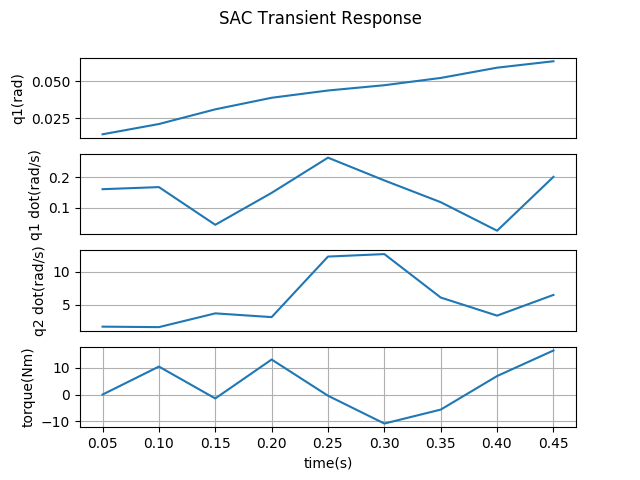 SAC Transient Response
q1(rad)
0.050
0.025
q1 dot(rad/s)
0.2
0.1
q2 dot(rad/s)
10
5
torque(Nm)
10
0
−10
0.05 0.10 0.15 0.20 0.25 0.30 0.35 0.40 0.45
time(s)